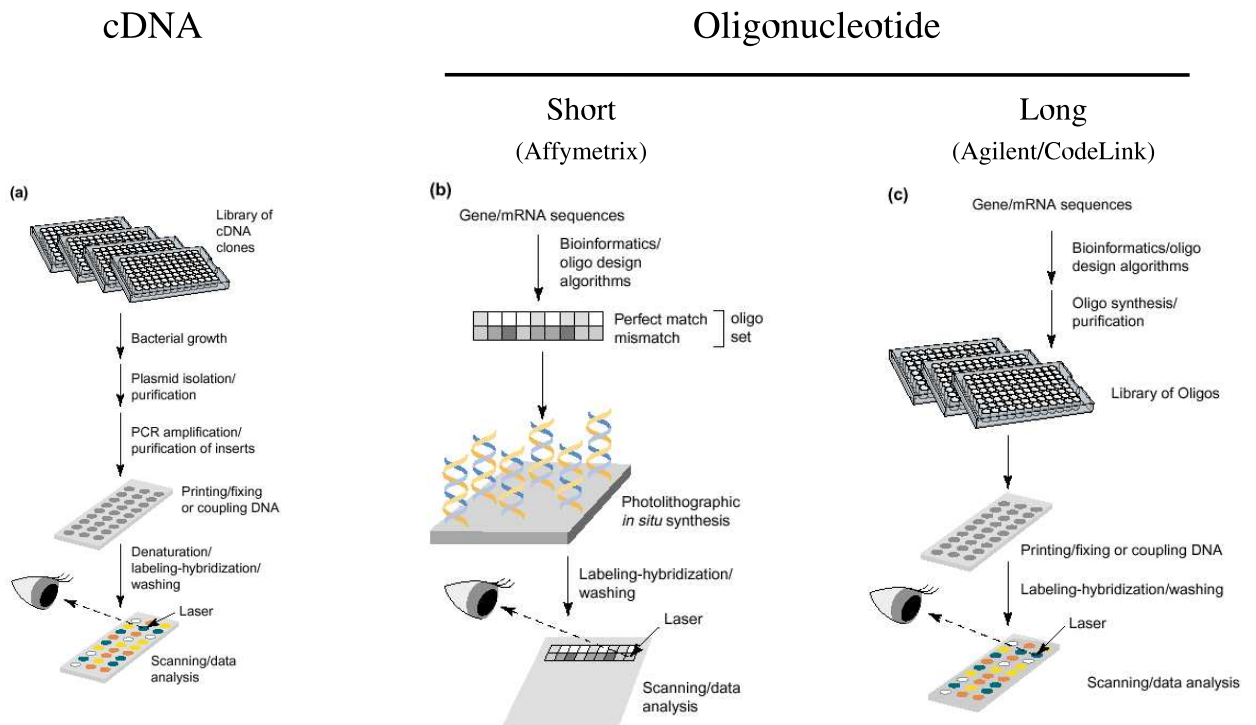 cDNA
Oligonucleotide
Short
(Affymetrix)
Long
(Agilent/CodeLink)
(a)
Library of
cDNA
clones
Bacterial growth
Plasmid isolation/
purification
PCR amplification/
purification of inserts
Printing/fixing
or coupling DNA
Denaturation/
labeling-hybridization/
washing
Laser
Scanning/data
analysis
(b)
Gene/mRNA sequences
Bioinformatics/
oligo design
algorithms
Perfect match
mismatch
oligo
set
Photolithographic
in situ synthesis
Labeling-hybridization/
washing
Laser
Scanning/data
analysis
(c)
Gene/mRNA sequences
Bioinformatics/oligo
design algorithms
Oligo synthesis/
purification
Library of Oligos
Printing/fixing or coupling DNA
Labeling-hybridization/washing
Laser
Scanning/data analysis